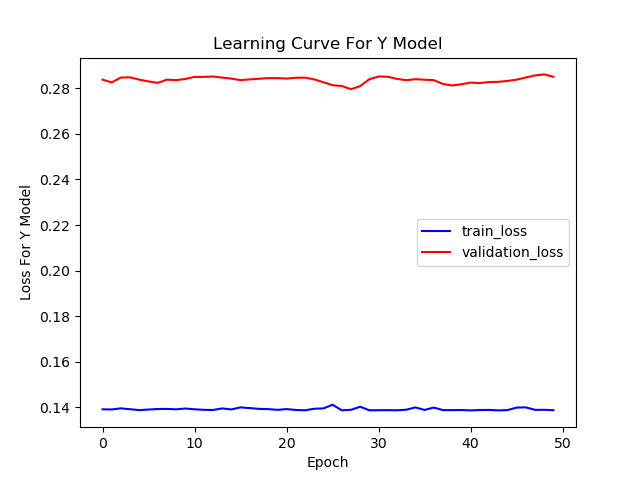 Learning Curve For Y Model
Loss For Y Model
0.28
0.26
0.24
0.22
0.20
0.18
0.16
0.14
train_loss
validation_loss
0 10 20 30 40 50
Epoch